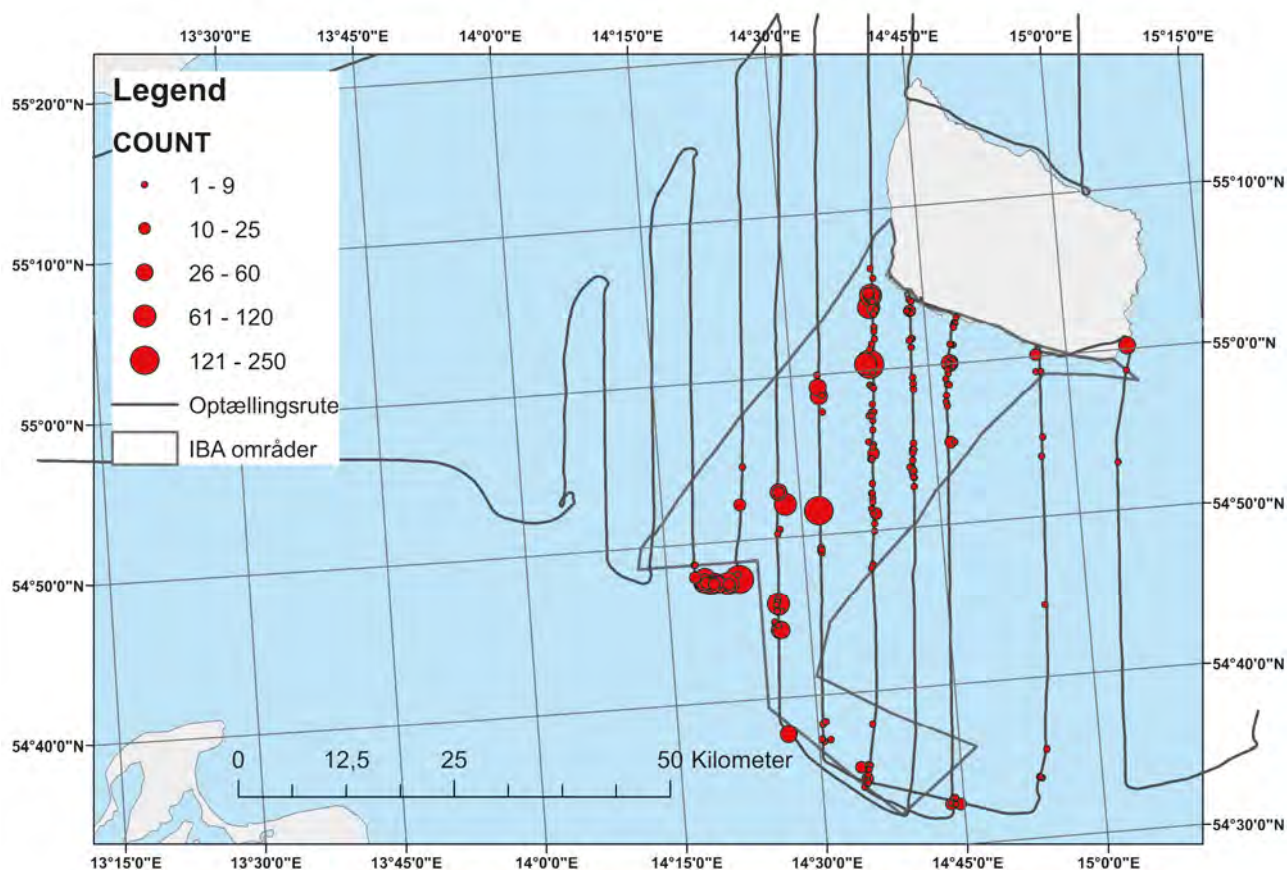 13°30'0"E 13°45'0"E 14°0'0"E 14°15'0"E 14°30'0"E 14°45'0"E 15°0'0"E 15°15'0"E
Legend
COUNT
1 - 9
10 - 25
26 - 60
61 - 120
121 - 250
Optællingsrute
IBA områder
55°20'0"N
55°10'0"N
55°0'0"N
54°50'0"N
54°40'0"N
55°10'0"N
55°0'0"N
54°50'0"N
54°40'0"N
54°30'0"N
0 12,5 25 50 Kilometer
13°15'0"E 13°30'0"E 13°45'0"E 14°0'0"E 14°15'0"E 14°30'0"E 14°45'0"E 15°0'0"E